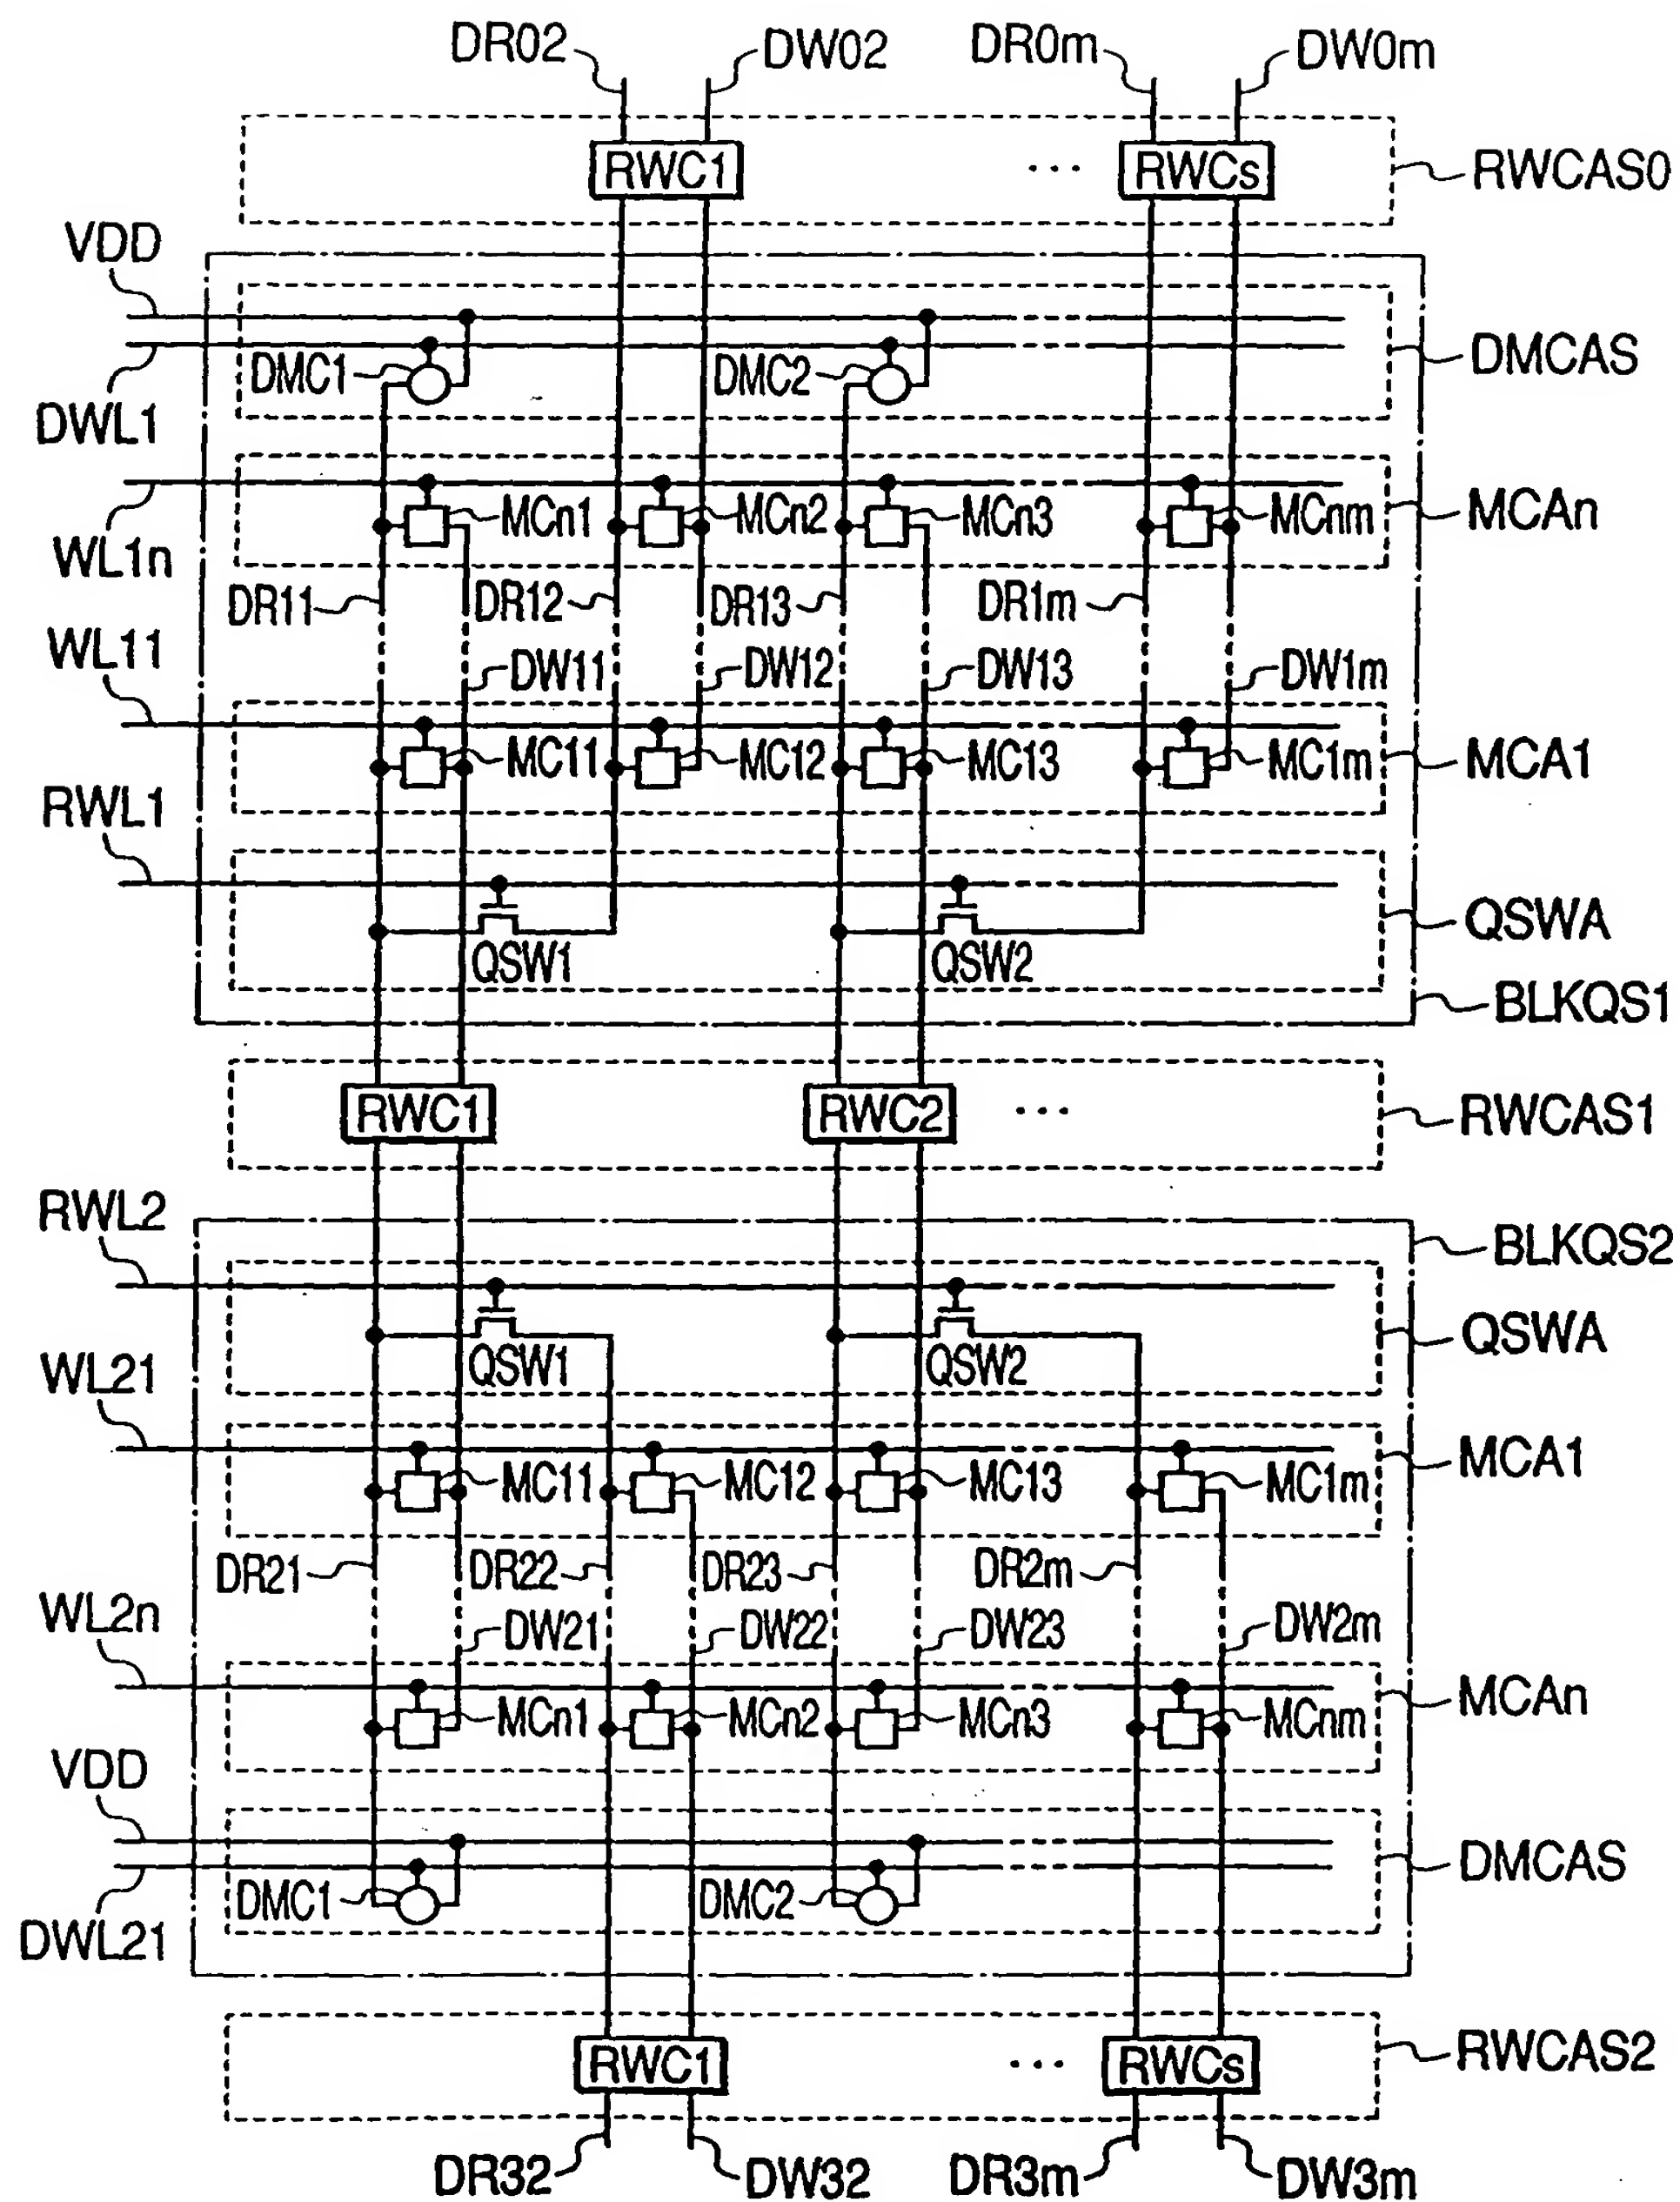 DR02 DW02 DR0m DW0m
RWC1 ... RWCs RWCAS0
VDD
DMC1 DMC2 DMCAS
DWL1
MCn1 MCn2 MCn3 MCnm MCAn
WL1n
DR11 DR12 DR13 DR1m
WL11
DW11 DW12 DW13 DW1m
MC11 MC12 MC13 MC1m MCA1
RWL1
QSWA
QSW1 QSW2
BLKQS1
RWC1 RWC2 ... RWCAS1
RWL2
BLKQS2
QSWA
QSW1 QSW2
WL21
MC11 MC12 MC13 MC1m MCA1
DR21 DR22 DR23 DR2m
WL2n
DW21 DW22 DW23 DW2m
MCn1 MCn2 MCn3 MCnm MCAn
VDD
DMCAS
DMC1 DMC2
DWL21
RWC1 ... RWCs RWCAS2
DR32 DW32 DR3m DW3m